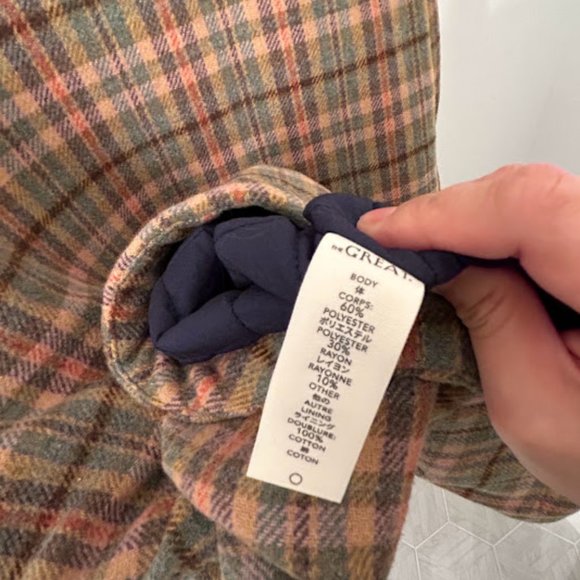 THE GREAT.
BODY
体
CORPS:
60%
POLYESTER
ポリエステル
POLYESTER
30%
RAYON
レイヨン
RAYONNE
10%
OTHER
他の
AUTRE
LINING
ライニング
DOUBLURE:
100%
COTTON
綿
COTON